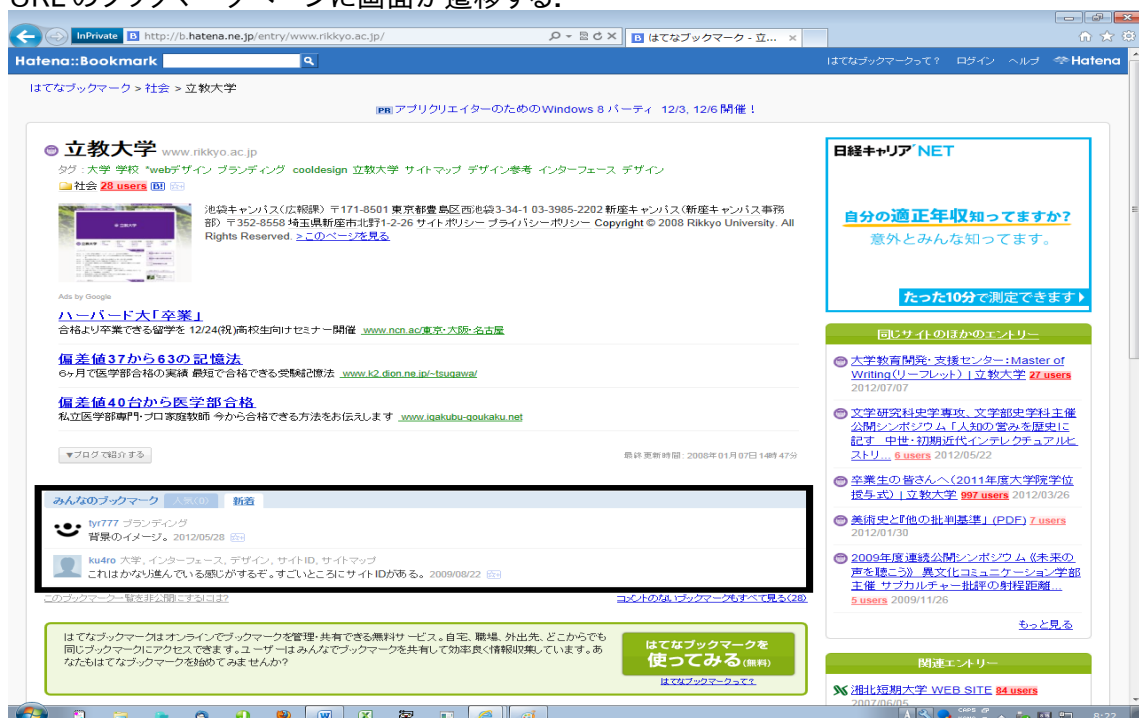 URLのブックマークページに画面が遷移する.
InPrivate http://b.hatena.ne.jp/entry/www.rikkyo.ac.jp/
はてなブックマーク - 立...
Hatena::Bookmark
はてなブックマークって? ログイン ヘルプ Hatena
はてなブックマーク > 社会 > 立教大学
PR アプリクリエイターのためのWindows 8 パーティ 12/3, 12/6 開催!
立教大学 www.rikkyo.ac.jp
タグ : 大学 学校 *webデザイン ブランディング cooldesign 立教大学 サイトマップ デザイン参考 インターフェース デザイン
社会 28 users B!
池袋キャンパス(広報課) 〒171-8501 東京都豊島区西池袋3-34-1 03-3985-2202 新座キャンパス(新座キャンパス事務
部) 〒352-8558 埼玉県新座市北野1-2-26 サイトポリシー プライバシーポリシー Copyright © 2008 Rikkyo University. All
Rights Reserved. > このページを見る
Ads by Google
ハーバード大「卒業」
合格より卒業できる留学を 12/24(祝)高校生向けセミナー開催 www.ncn.ac/東京・大阪・名古屋
偏差値37から63の記憶法
6ヶ月で医学部合格の実績 最短で合格できる受験記憶法 www.k2.dion.ne.jp/~tsugawa/
偏差値40台から医学部合格
私立医学部専門・プロ家庭教師 今から合格できる方法をお伝えします www.igakubu-goukaku.net
▼ブログで紹介する
最終更新時間: 2008年01月07日14時47分
みんなのブックマーク 人気(0) 新着
tyr777 ブランディング
背景のイメージ。 2012/05/28
ku4ro 大学, インターフェース, デザイン, サイトID, サイトマップ
これはかなり進んでいる感じがするぞ。すごいところにサイトIDがある。 2009/08/22
このブックマーク一覧を非公開にするには?
コメントのないブックマークもすべて見る(28)
はてなブックマークはオンラインでブックマークを管理・共有できる無料サービス。自宅、職場、外出先、どこからでも
同じブックマークにアクセスできます。ユーザーはみんなでブックマークを共有して効率良く情報収集しています。あ
なたもはてなブックマークを始めてみませんか?
はてなブックマークを
使ってみる(無料)
はてなブックマークって?
日経キャリアNET
自分の適正年収知ってますか?
意外とみんな知ってます。
たった10分で測定できます
同じサイトのほかのエントリー
大学教育開発・支援センター:Master of
Writing(リーフレット) | 立教大学 27 users
2012/07/07
文学研究科史学専攻、文学部史学科主催
公開シンポジウム「人知の営みを歴史に
記す 中世・初期近代インテレクチュアルヒ
ストリ... 6 users 2012/05/22
卒業生の皆さんへ(2011年度大学院学位
授与式) | 立教大学 997 users 2012/03/26
美術史と『他の批判基準』(PDF) 7 users
2012/01/30
2009年度連続公開シンポジウム《未来の
声を聴こう》 異文化コミュニケーション学部
主催 サブカルチャー批評の射程距離...
5 users 2009/11/26
もっと見る
関連エントリー
湘北短期大学 WEB SITE 84 users
2007/06/05
CAPS
8:22